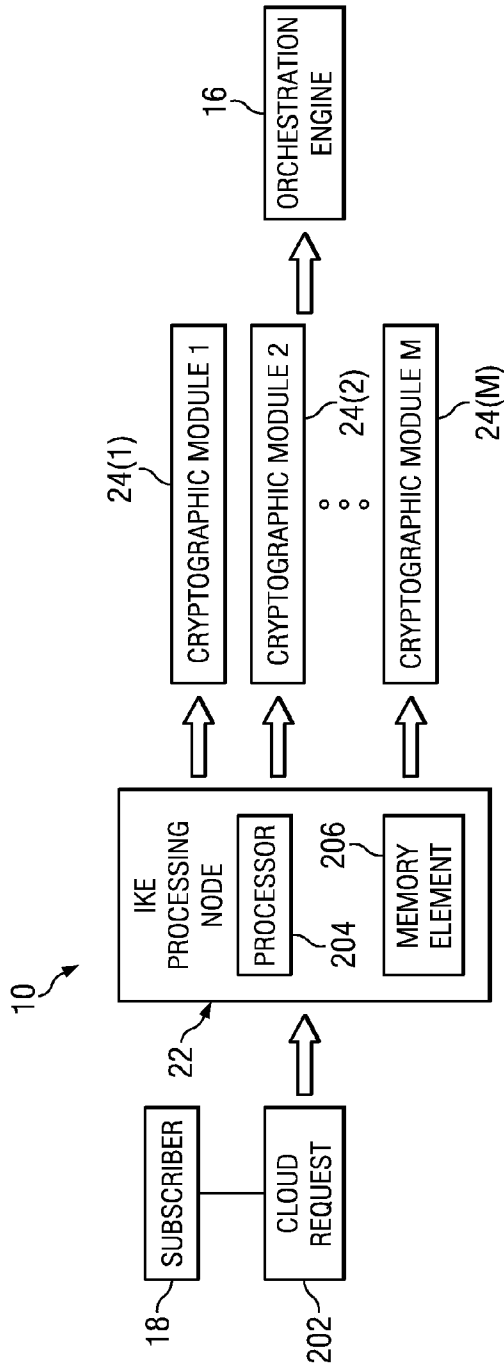 10
SUBSCRIBER
18
CLOUD
REQUEST
202
22
IKE
PROCESSING
NODE
PROCESSOR
204
206
MEMORY
ELEMENT
24(1)
CRYPTOGRAPHIC MODULE 1
CRYPTOGRAPHIC MODULE 2
24(2)
CRYPTOGRAPHIC MODULE M
24(M)
16
ORCHESTRATION
ENGINE